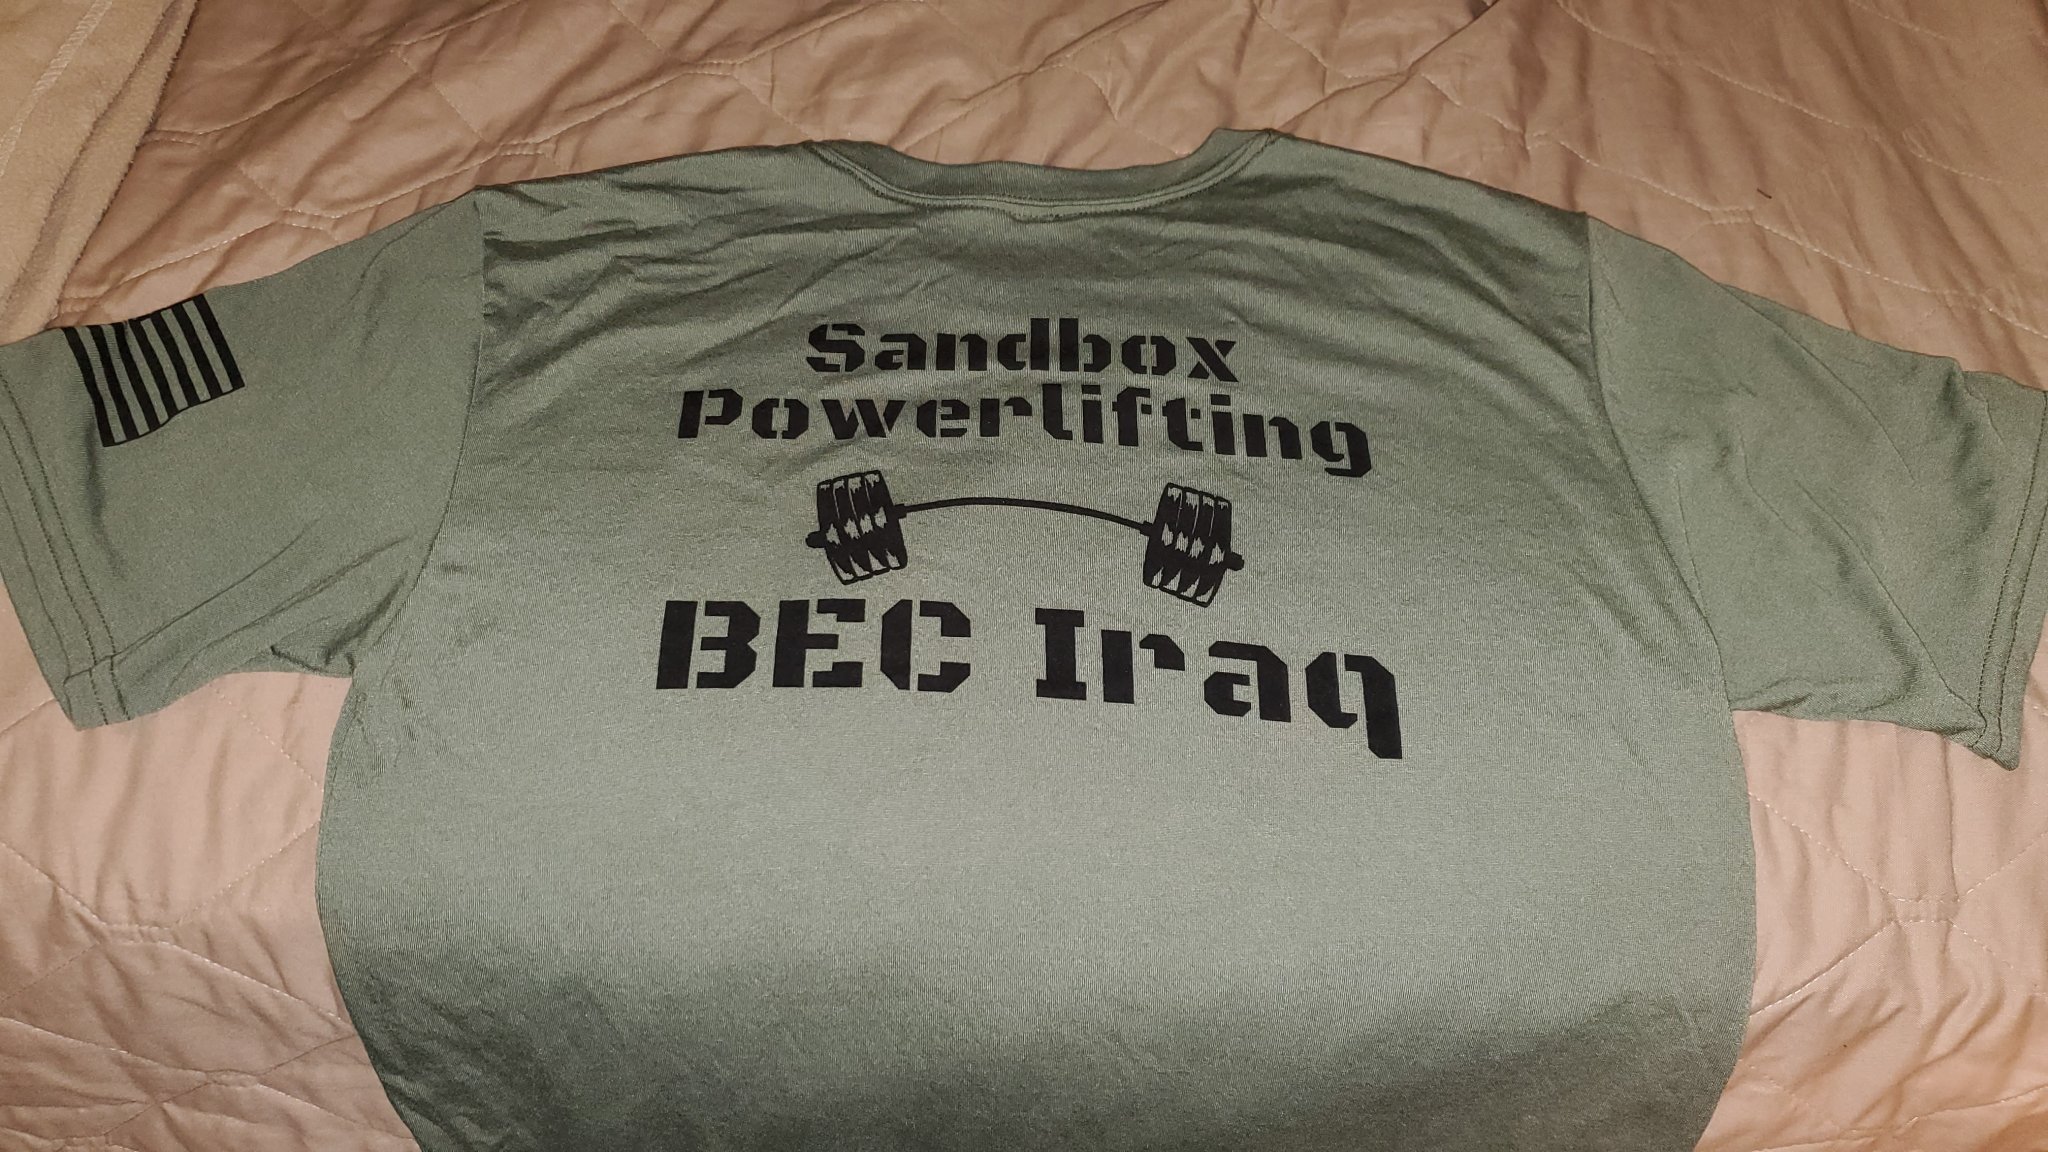 Sandbox
Powerlifting
BEC Iraq